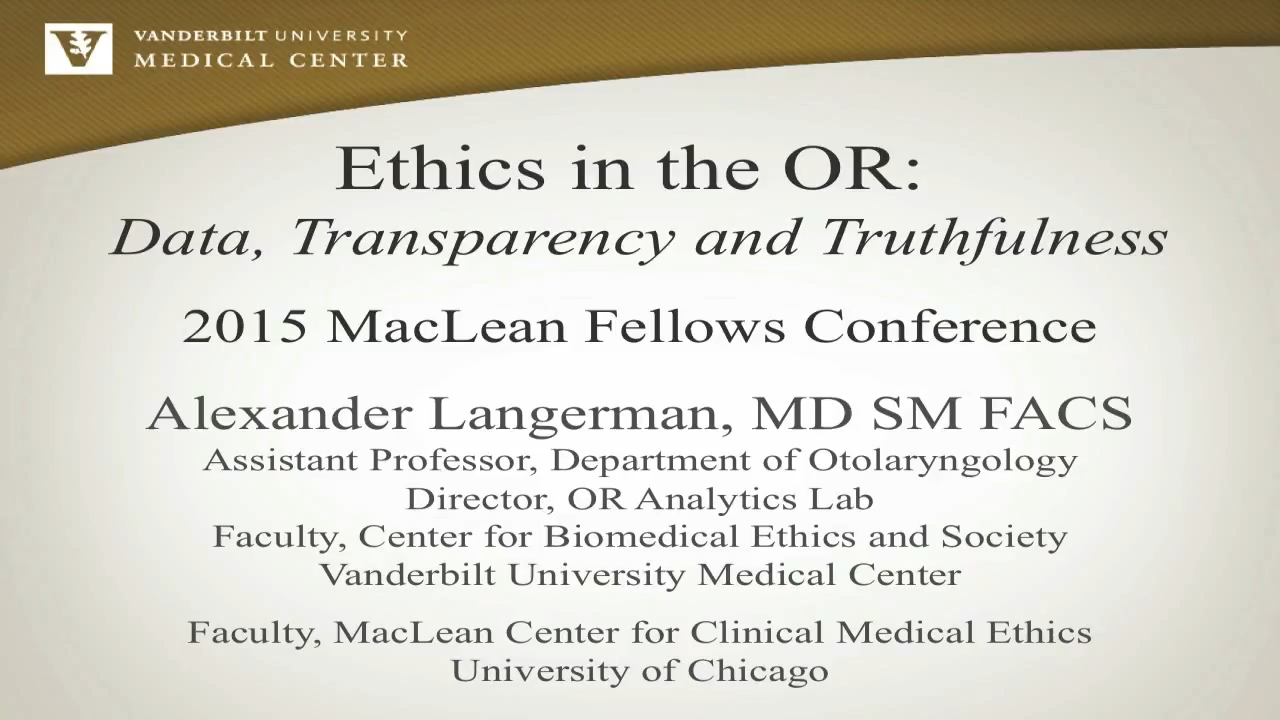 VANDERBILT UNIVERSITY
MEDICAL CENTER
Ethics in the OR:
Data, Transparency and Truthfulness
2015 MacLean Fellows Conference
Alexander Langerman, MD SM FACS
Assistant Professor, Department of Otolaryngology
Director, OR Analytics Lab
Faculty, Center for Biomedical Ethics and Society
Vanderbilt University Medical Center
Faculty, MacLean Center for Clinical Medical Ethics
University of Chicago